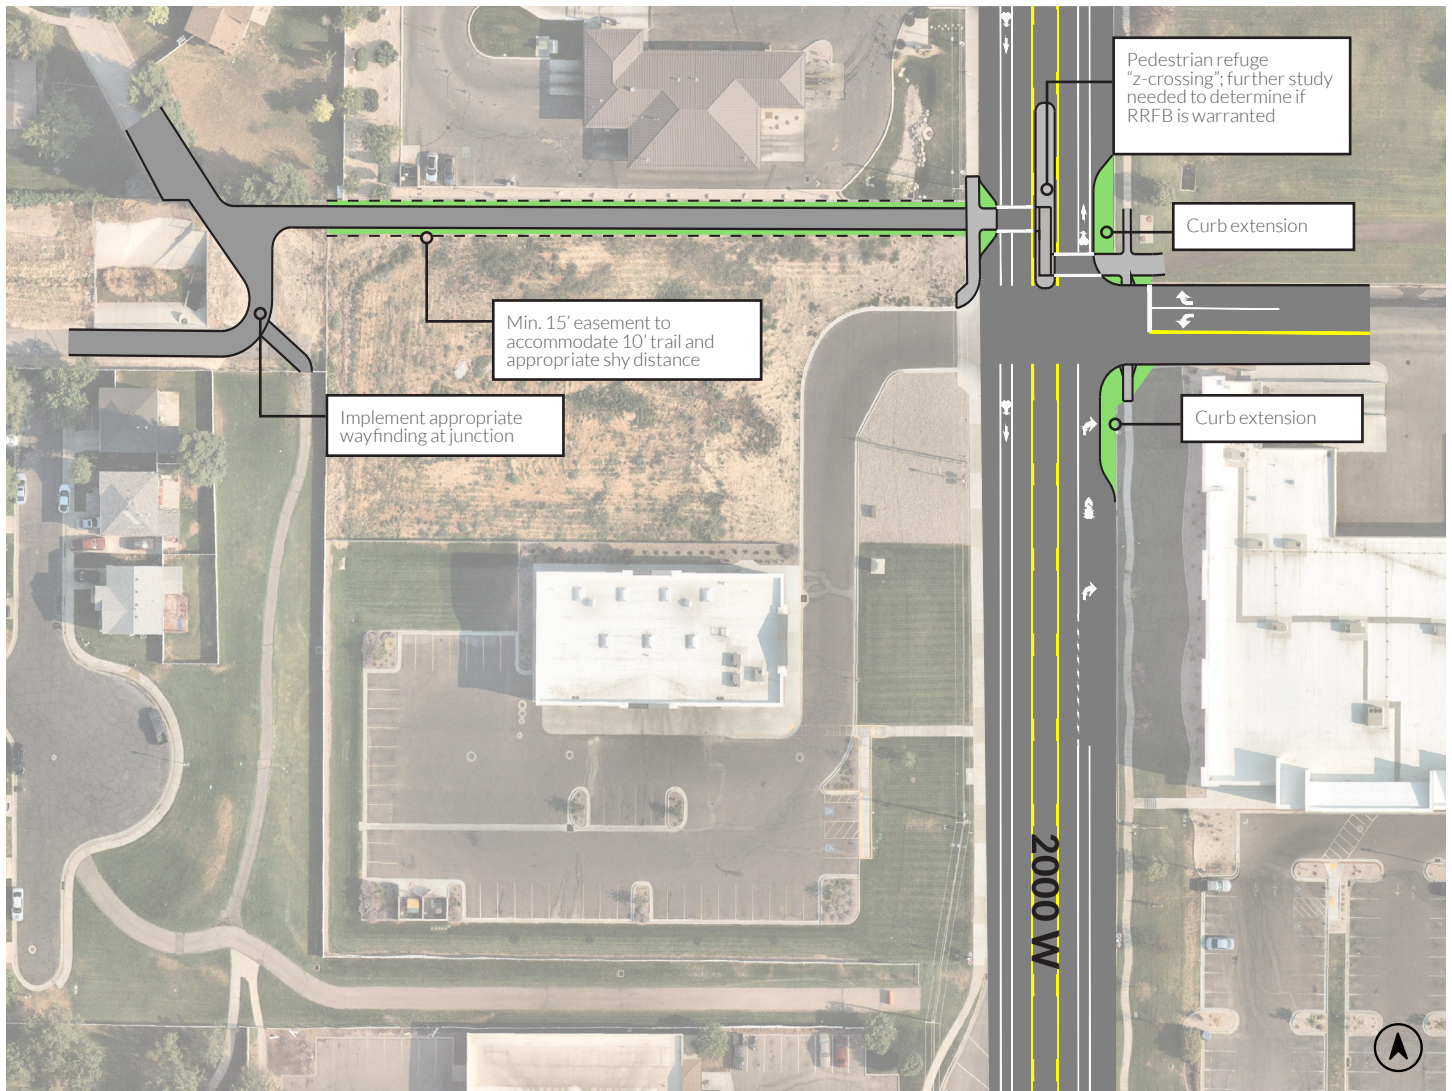 Pedestrian refuge
“z-crossing”; further study
needed to determine if
RRFB is warranted
Curb extension
Min. 15’ easement to
accommodate 10’ trail and
appropriate shy distance
Implement appropriate
wayfinding at junction
Curb extension
2000 W